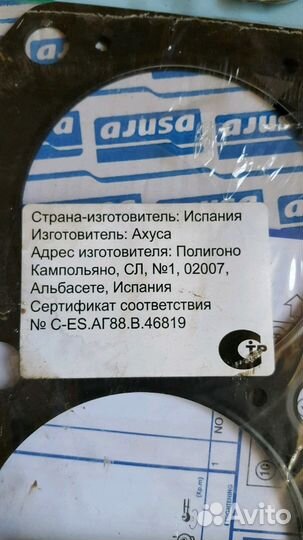 ajusa
ajusa
ajusa
Страна-изготовитель: Испания
Изготовитель: Ахуса
Адрес изготовителя: Полигоно
Кампольяно, СЛ, №1, 02007,
Альбасете, Испания
Сертификат соответствия
№ C-ES.АГ88.В.46819
Avito